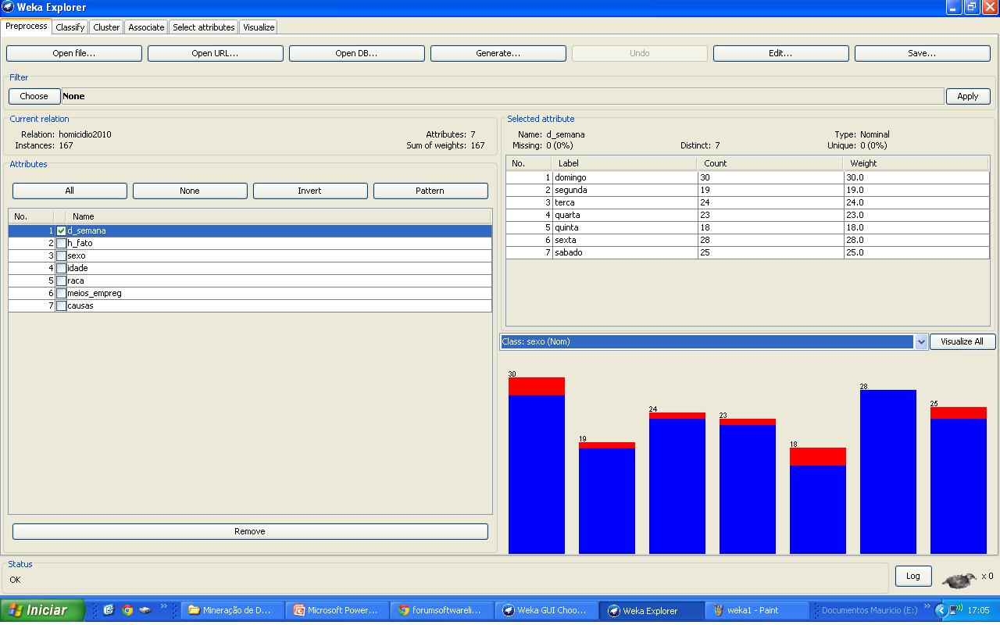 Weka Explorer
Preprocess Classify Cluster Associate Select attributes Visualize
Open file... Open URL... Open DB... Generate... Undo Edit... Save...
Filter
Choose None Apply
Current relation
Relation: homicidio2010 Attributes: 7
Instances: 167 Sum of weights: 167
Attributes
All None Invert Pattern
No. Name
1 d_semana
2 h_fato
3 sexo
4 idade
5 raca
6 meios_empreg
7 causas
Remove
Selected attribute
Name: d_semana Type: Nominal
Missing: 0 (0%) Distinct: 7 Unique: 0 (0%)
No. Label Count Weight
1 domingo 30 30.0
2 segunda 19 19.0
3 terca 24 24.0
4 quarta 23 23.0
5 quinta 18 18.0
6 sexta 28 28.0
7 sabado 25 25.0
Class: sexo (Nom) Visualize All
30 19 24 23 18 28 25
Status
OK Log x 0
Iniciar » Mineração de D... Microsoft Power... forumsoftwareli... Weka GUI Choo... Weka Explorer weka1 - Paint Documentos Mauricio (E:) » 17:05